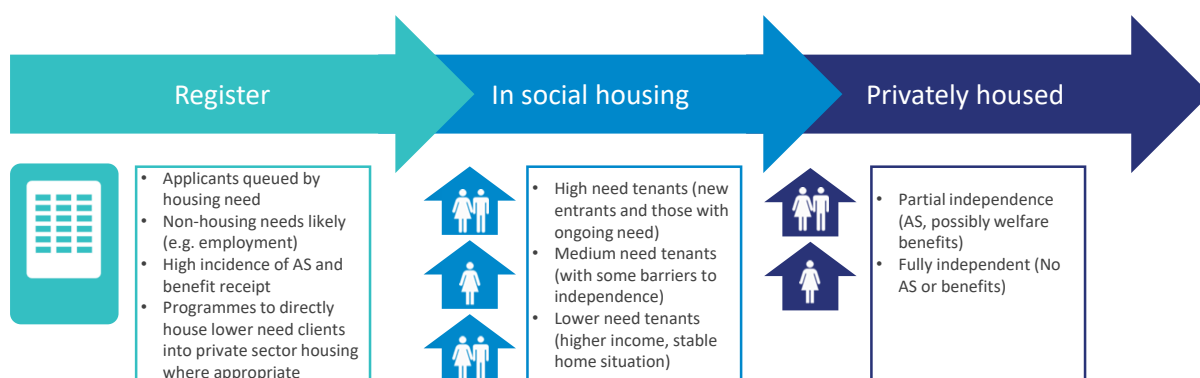 Register
In social housing
Privately housed
• Applicants queued by
housing need
• Non-housing needs likely
(e.g. employment)
• High incidence of AS and
benefit receipt
• Programmes to directly
house lower need clients
into private sector housing
where appropriate
• High need tenants (new
entrants and those with
ongoing need)
• Medium need tenants
(with some barriers to
independence)
• Lower need tenants
(higher income, stable
home situation)
• Partial independence
(AS, possibly welfare
benefits)
• Fully independent (No
AS or benefits)